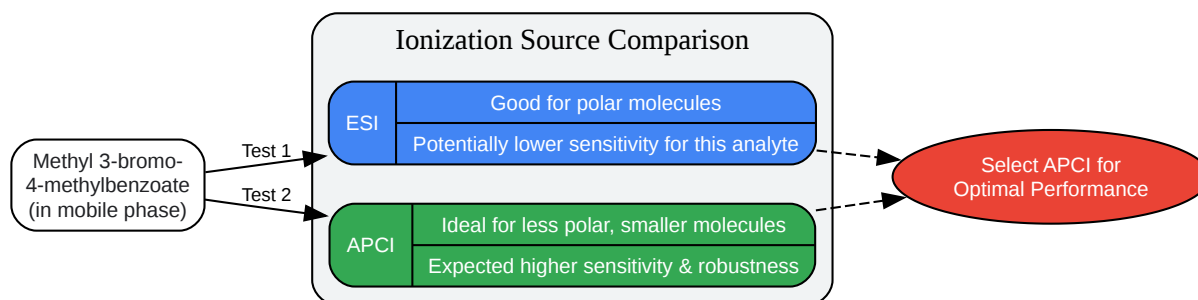 Ionization Source Comparison
Methyl 3-bromo-
4-methylbenzoate
(in mobile phase)
Test 1
Test 2
ESI
Good for polar molecules
Potentially lower sensitivity for this analyte
APCI
Ideal for less polar, smaller molecules
Expected higher sensitivity & robustness
Select APCI for
Optimal Performance